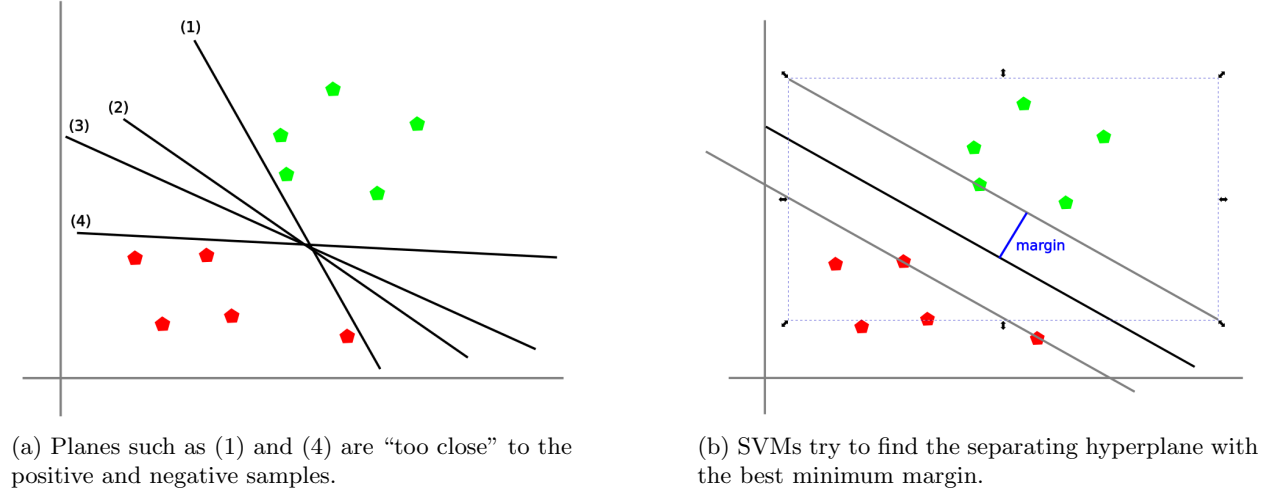 (1)
(2)
(3)
(4)
(a) Planes such as (1) and (4) are “too close” to the
positive and negative samples.
margin
(b) SVMs try to find the separating hyperplane with
the best minimum margin.